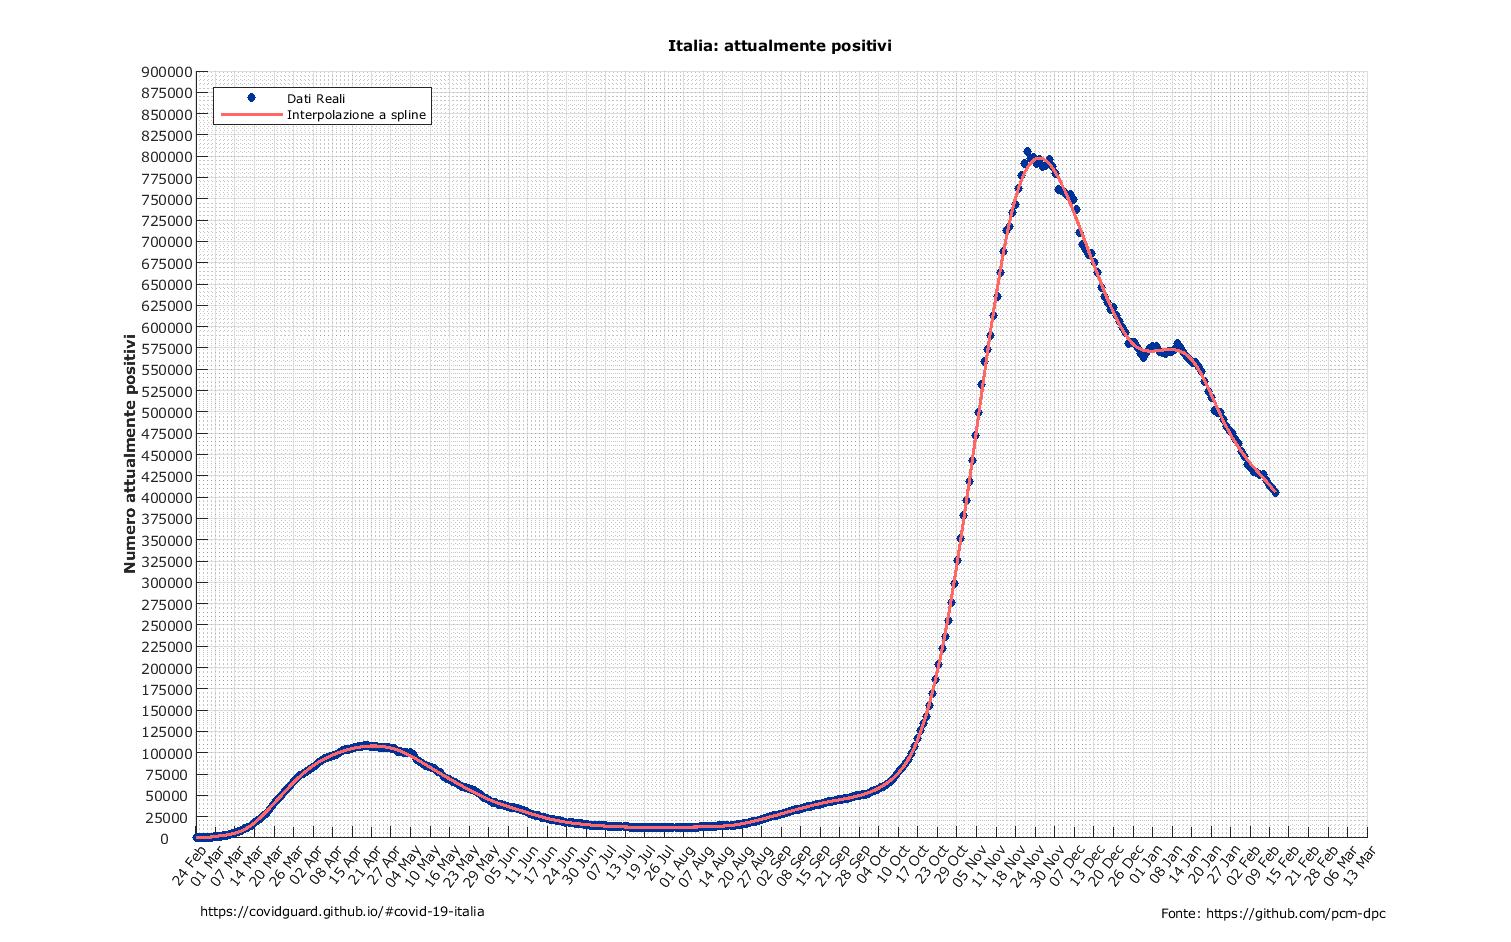 Italia: attualmente positivi
Dati Reali
Interpolazione a spline
Numero attualmente positivi
900000
875000
850000
825000
800000
775000
750000
725000
700000
675000
650000
625000
600000
575000
550000
525000
500000
475000
450000
425000
400000
375000
350000
325000
300000
275000
250000
225000
200000
175000
150000
125000
100000
75000
50000
25000
0
24 Feb
01 Mar
07 Mar
14 Mar
20 Mar
26 Mar
02 Apr
08 Apr
15 Apr
21 Apr
27 Apr
04 May
10 May
16 May
23 May
29 May
05 Jun
11 Jun
17 Jun
24 Jun
30 Jun
07 Jul
13 Jul
19 Jul
26 Jul
01 Aug
07 Aug
14 Aug
20 Aug
27 Aug
02 Sep
08 Sep
15 Sep
21 Sep
28 Sep
04 Oct
10 Oct
17 Oct
23 Oct
29 Oct
05 Nov
11 Nov
18 Nov
24 Nov
30 Nov
07 Dec
13 Dec
20 Dec
26 Dec
01 Jan
08 Jan
14 Jan
20 Jan
27 Jan
02 Feb
09 Feb
15 Feb
21 Feb
28 Feb
06 Mar
13 Mar
https://covidguard.github.io/#covid-19-italia
Fonte: https://github.com/pcm-dpc